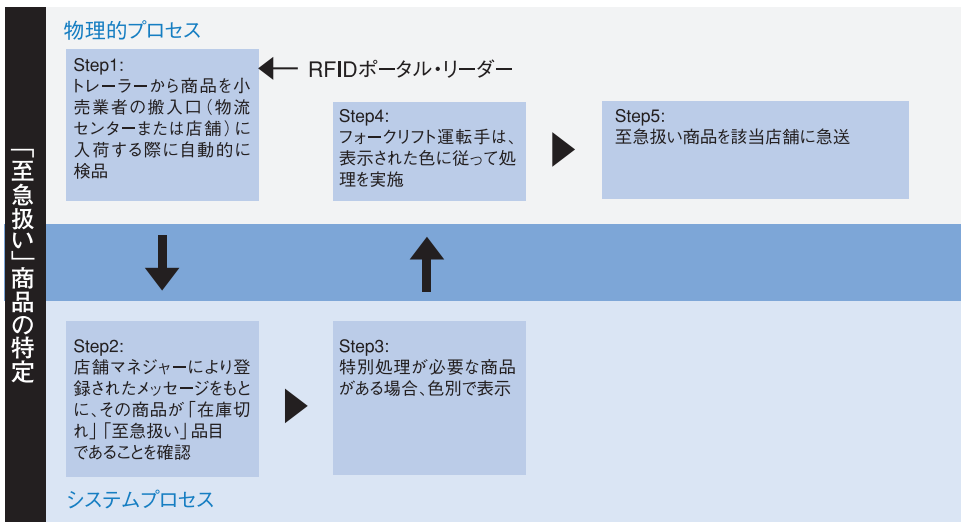 「至急扱い」商品の特定
物理的プロセス
Step1:
トレーラーから商品を小
売業者の搬入口(物流
センターまたは店舗)に
入荷する際に自動的に
検品
RFIDポータル・リーダー
Step4:
フォークリフト運転手は、
表示された色に従って処
理を実施
Step5:
至急扱い商品を該当店舗に急送
Step2:
店舗マネジャーにより登
録されたメッセージをもと
に、その商品が「在庫切
れ」「至急扱い」品目
であることを確認
Step3:
特別処理が必要な商品
がある場合、色別で表示
システムプロセス